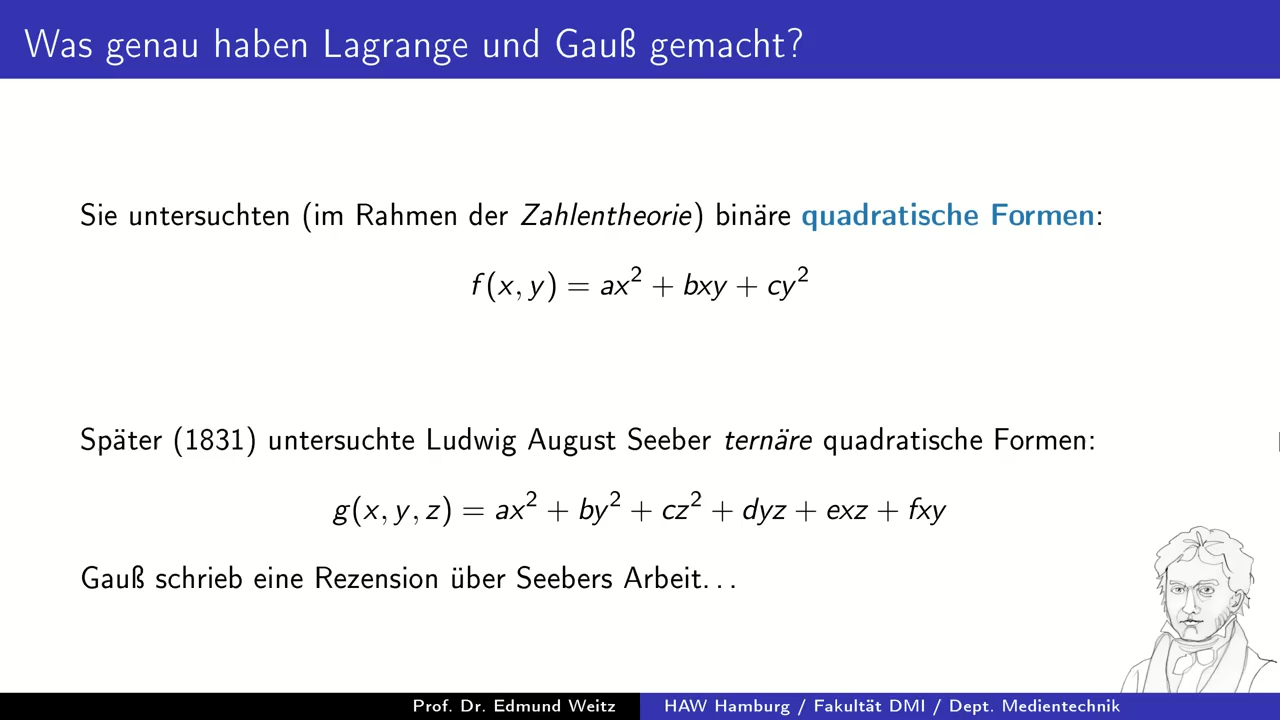 Was genau haben Lagrange und Gauß gemacht?
Sie untersuchten (im Rahmen der Zahlentheorie) binäre quadratische Formen:
f(x, y) = ax² + bxy + cy²
Später (1831) untersuchte Ludwig August Seeber ternäre quadratische Formen:
g(x, y, z) = ax² + by² + cz² + dyz + exz + fxy
Gauß schrieb eine Rezension über Seebers Arbeit...
Prof. Dr. Edmund Weitz HAW Hamburg / Fakultät DMI / Dept. Medientechnik